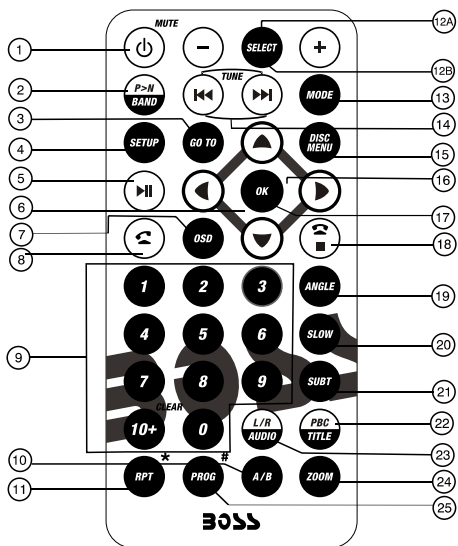 MUTE
12A
1
SELECT
TUNE
12B
2
P>N
BAND
MODE
13
3
14
4
SETUP
GO TO
DISC
MENU
15
5
16
6
OK
17
7
OSD
18
8
1
2
3
ANGLE
19
4
5
6
SLOW
20
9
7
8
9
SUBT
21
CLEAR
10+
0
L/R
AUDIO
PBC
TITLE
22
23
10
*
#
RPT
PROG
A/B
ZOOM
24
11
25
BOSS